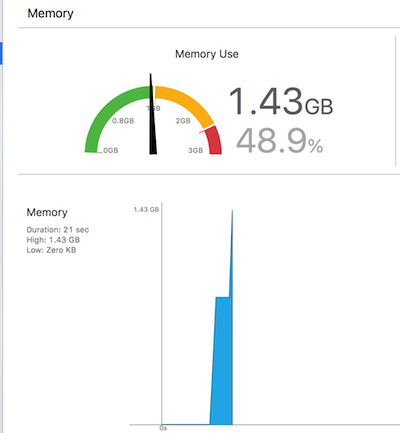 Memory
Memory Use
1.43GB
48.9%
0GB
0.8GB
2GB
3GB
Memory
Duration: 21 sec
High: 1.43 GB
Low: Zero KB
1.43 GB
0s